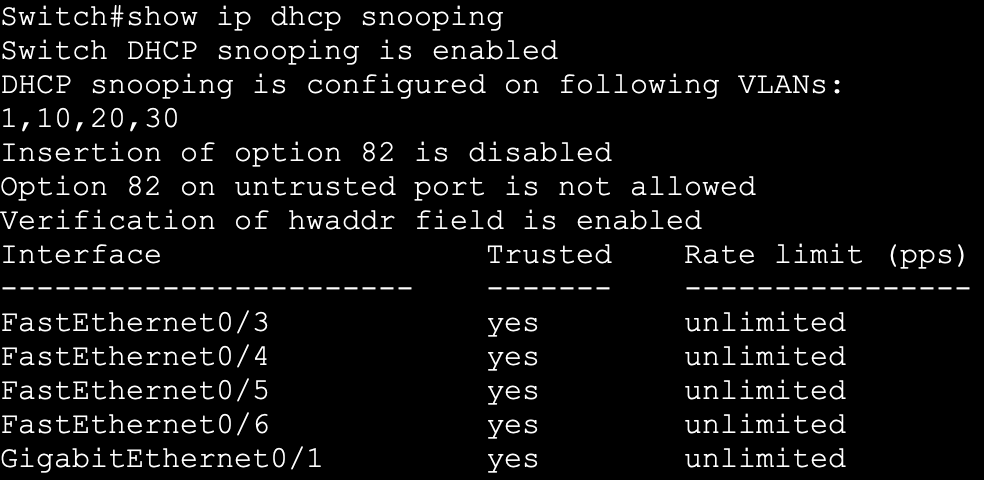 Switch#show ip dhcp snooping
Switch DHCP snooping is enabled
DHCP snooping is configured on following VLANs:
1,10,20,30
Insertion of option 82 is disabled
Option 82 on untrusted port is not allowed
Verification of hwaddr field is enabled
Interface                  Trusted    Rate limit (pps)
-----------------------    -------    ----------------
FastEthernet0/3            yes        unlimited
FastEthernet0/4            yes        unlimited
FastEthernet0/5            yes        unlimited
FastEthernet0/6            yes        unlimited
GigabitEthernet0/1         yes        unlimited